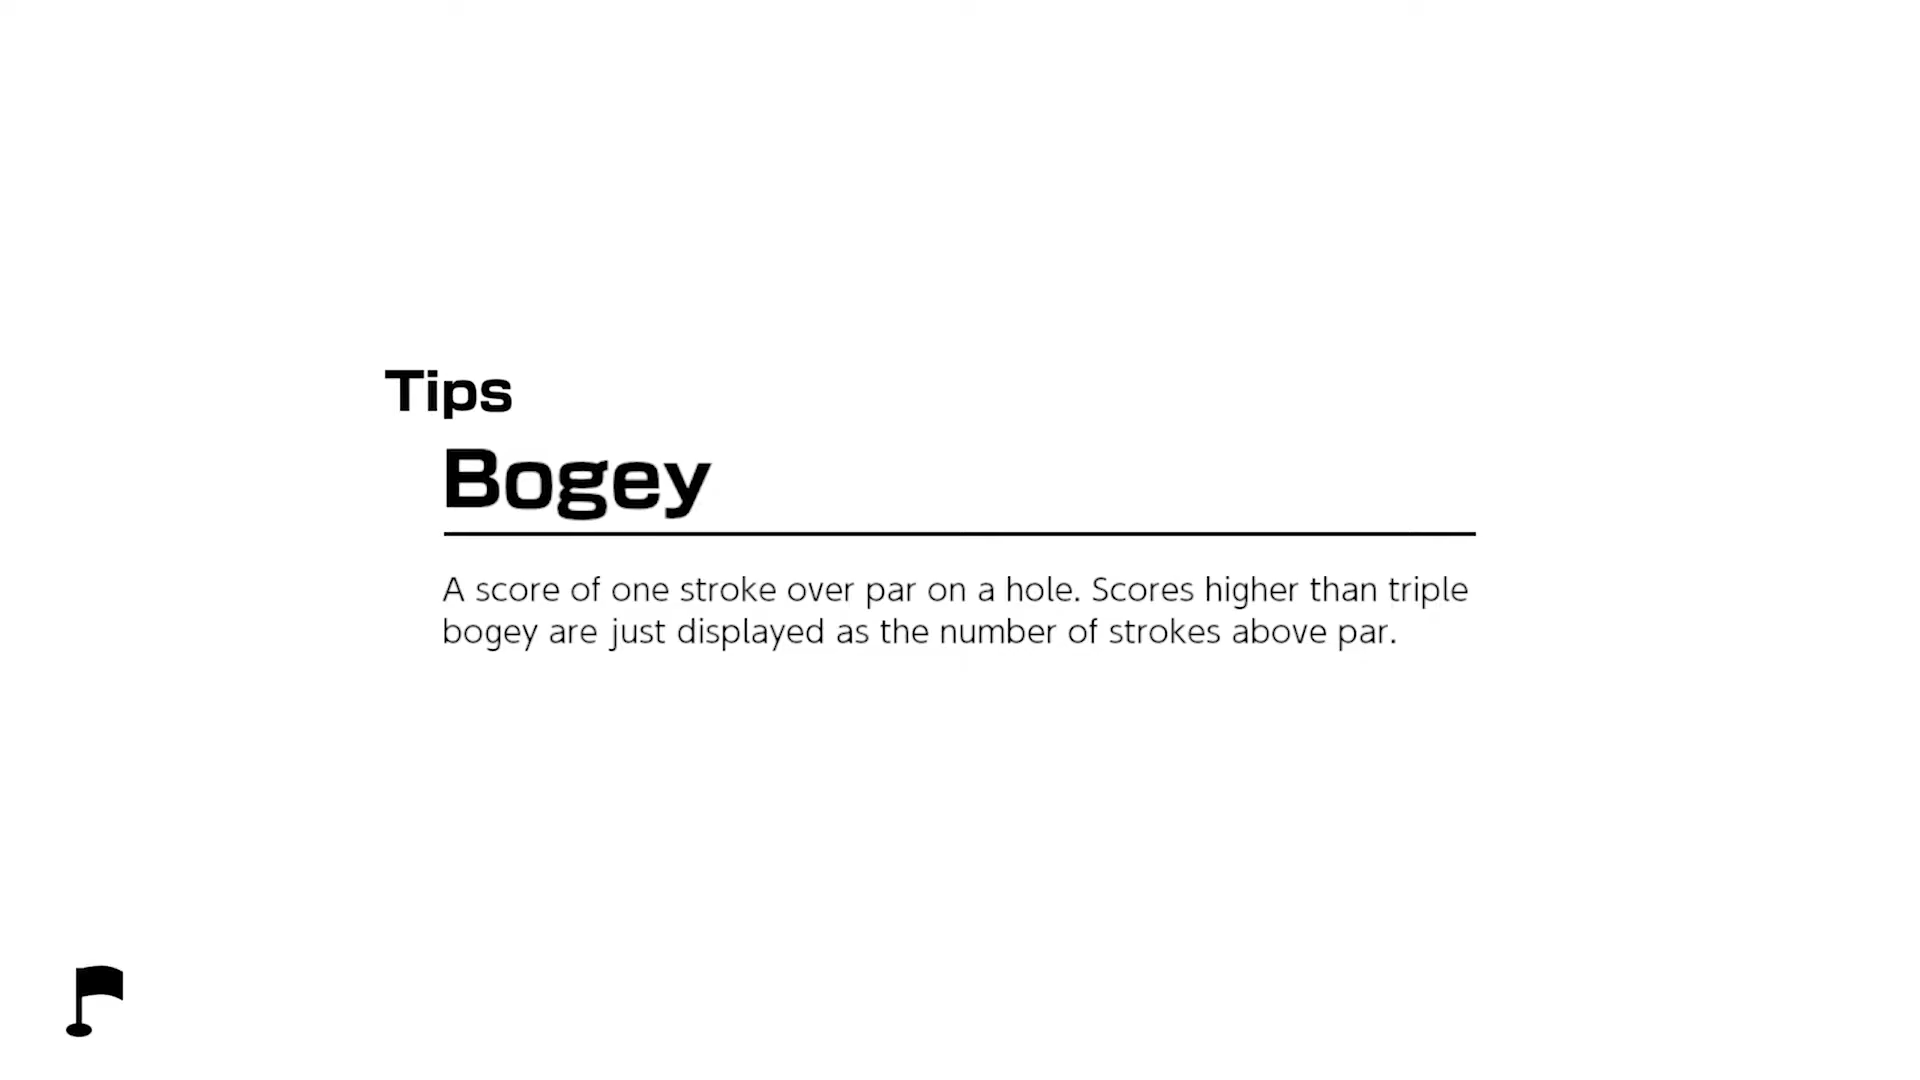 Tips
Bogey
A score of one stroke over par on a hole. Scores higher than triple
bogey are just displayed as the number of strokes above par.